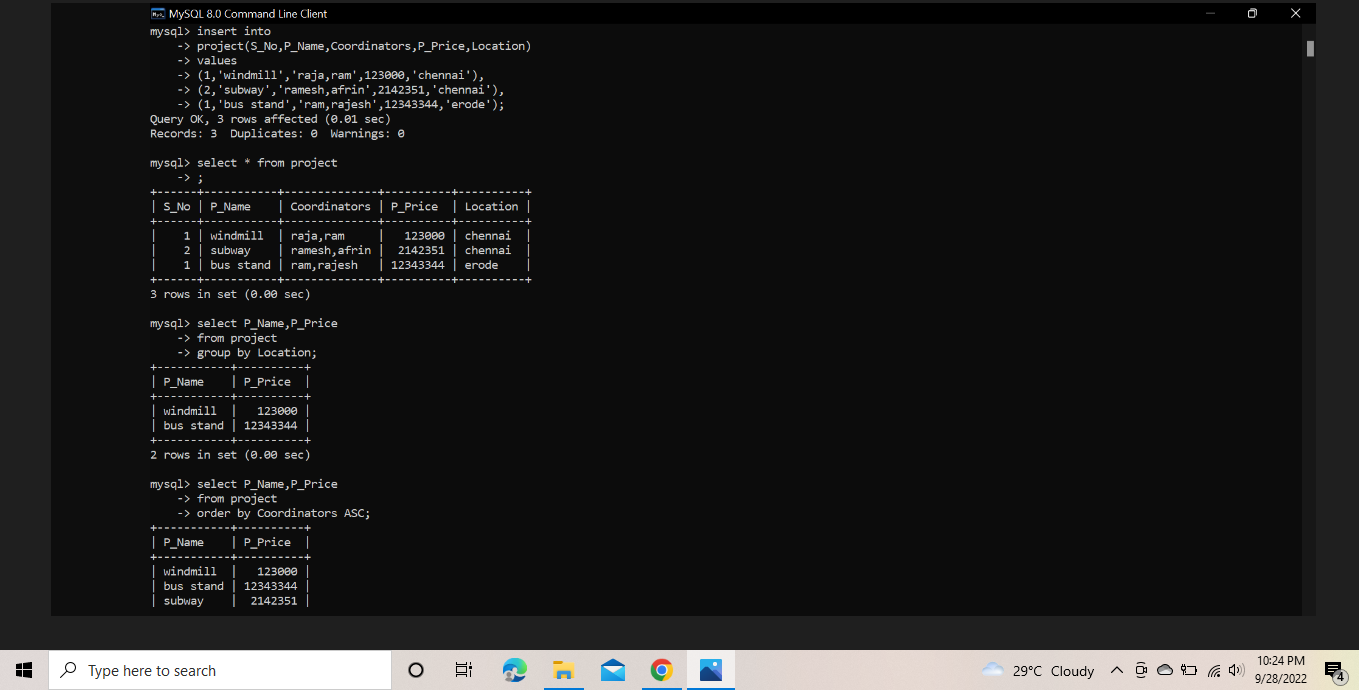 MySQL 8.0 Command Line Client
mysql> insert into
    -> project(S_No,P_Name,Coordinators,P_Price,Location)
    -> values
    -> (1,'windmill','raja,ram',123000,'chennai'),
    -> (2,'subway','ramesh,afrin',2142351,'chennai'),
    -> (1,'bus stand','ram,rajesh',12343344,'erode');
Query OK, 3 rows affected (0.01 sec)
Records: 3  Duplicates: 0  Warnings: 0
mysql> select * from project
    -> ;
+------+-----------+--------------+----------+----------+
| S_No | P_Name    | Coordinators | P_Price  | Location |
+------+-----------+--------------+----------+----------+
|    1 | windmill  | raja,ram     |   123000 | chennai  |
|    2 | subway    | ramesh,afrin |  2142351 | chennai  |
|    1 | bus stand | ram,rajesh   | 12343344 | erode    |
+------+-----------+--------------+----------+----------+
3 rows in set (0.00 sec)
mysql> select P_Name,P_Price
    -> from project
    -> group by Location;
+-----------+----------+
| P_Name    | P_Price  |
+-----------+----------+
| windmill  |   123000 |
| bus stand | 12343344 |
+-----------+----------+
2 rows in set (0.00 sec)
mysql> select P_Name,P_Price
    -> from project
    -> order by Coordinators ASC;
+-----------+----------+
| P_Name    | P_Price  |
+-----------+----------+
| windmill  |   123000 |
| bus stand | 12343344 |
| subway    |  2142351 |
Type here to search
29°C Cloudy
10:24 PM
9/28/2022
4